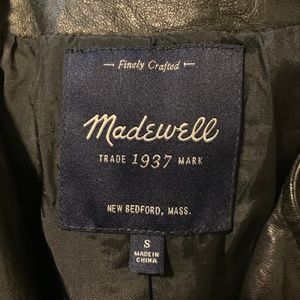 Finely Crafted
Madewell
TRADE 1937 MARK
NEW BEDFORD, MASS.
S
MADE IN
CHINA